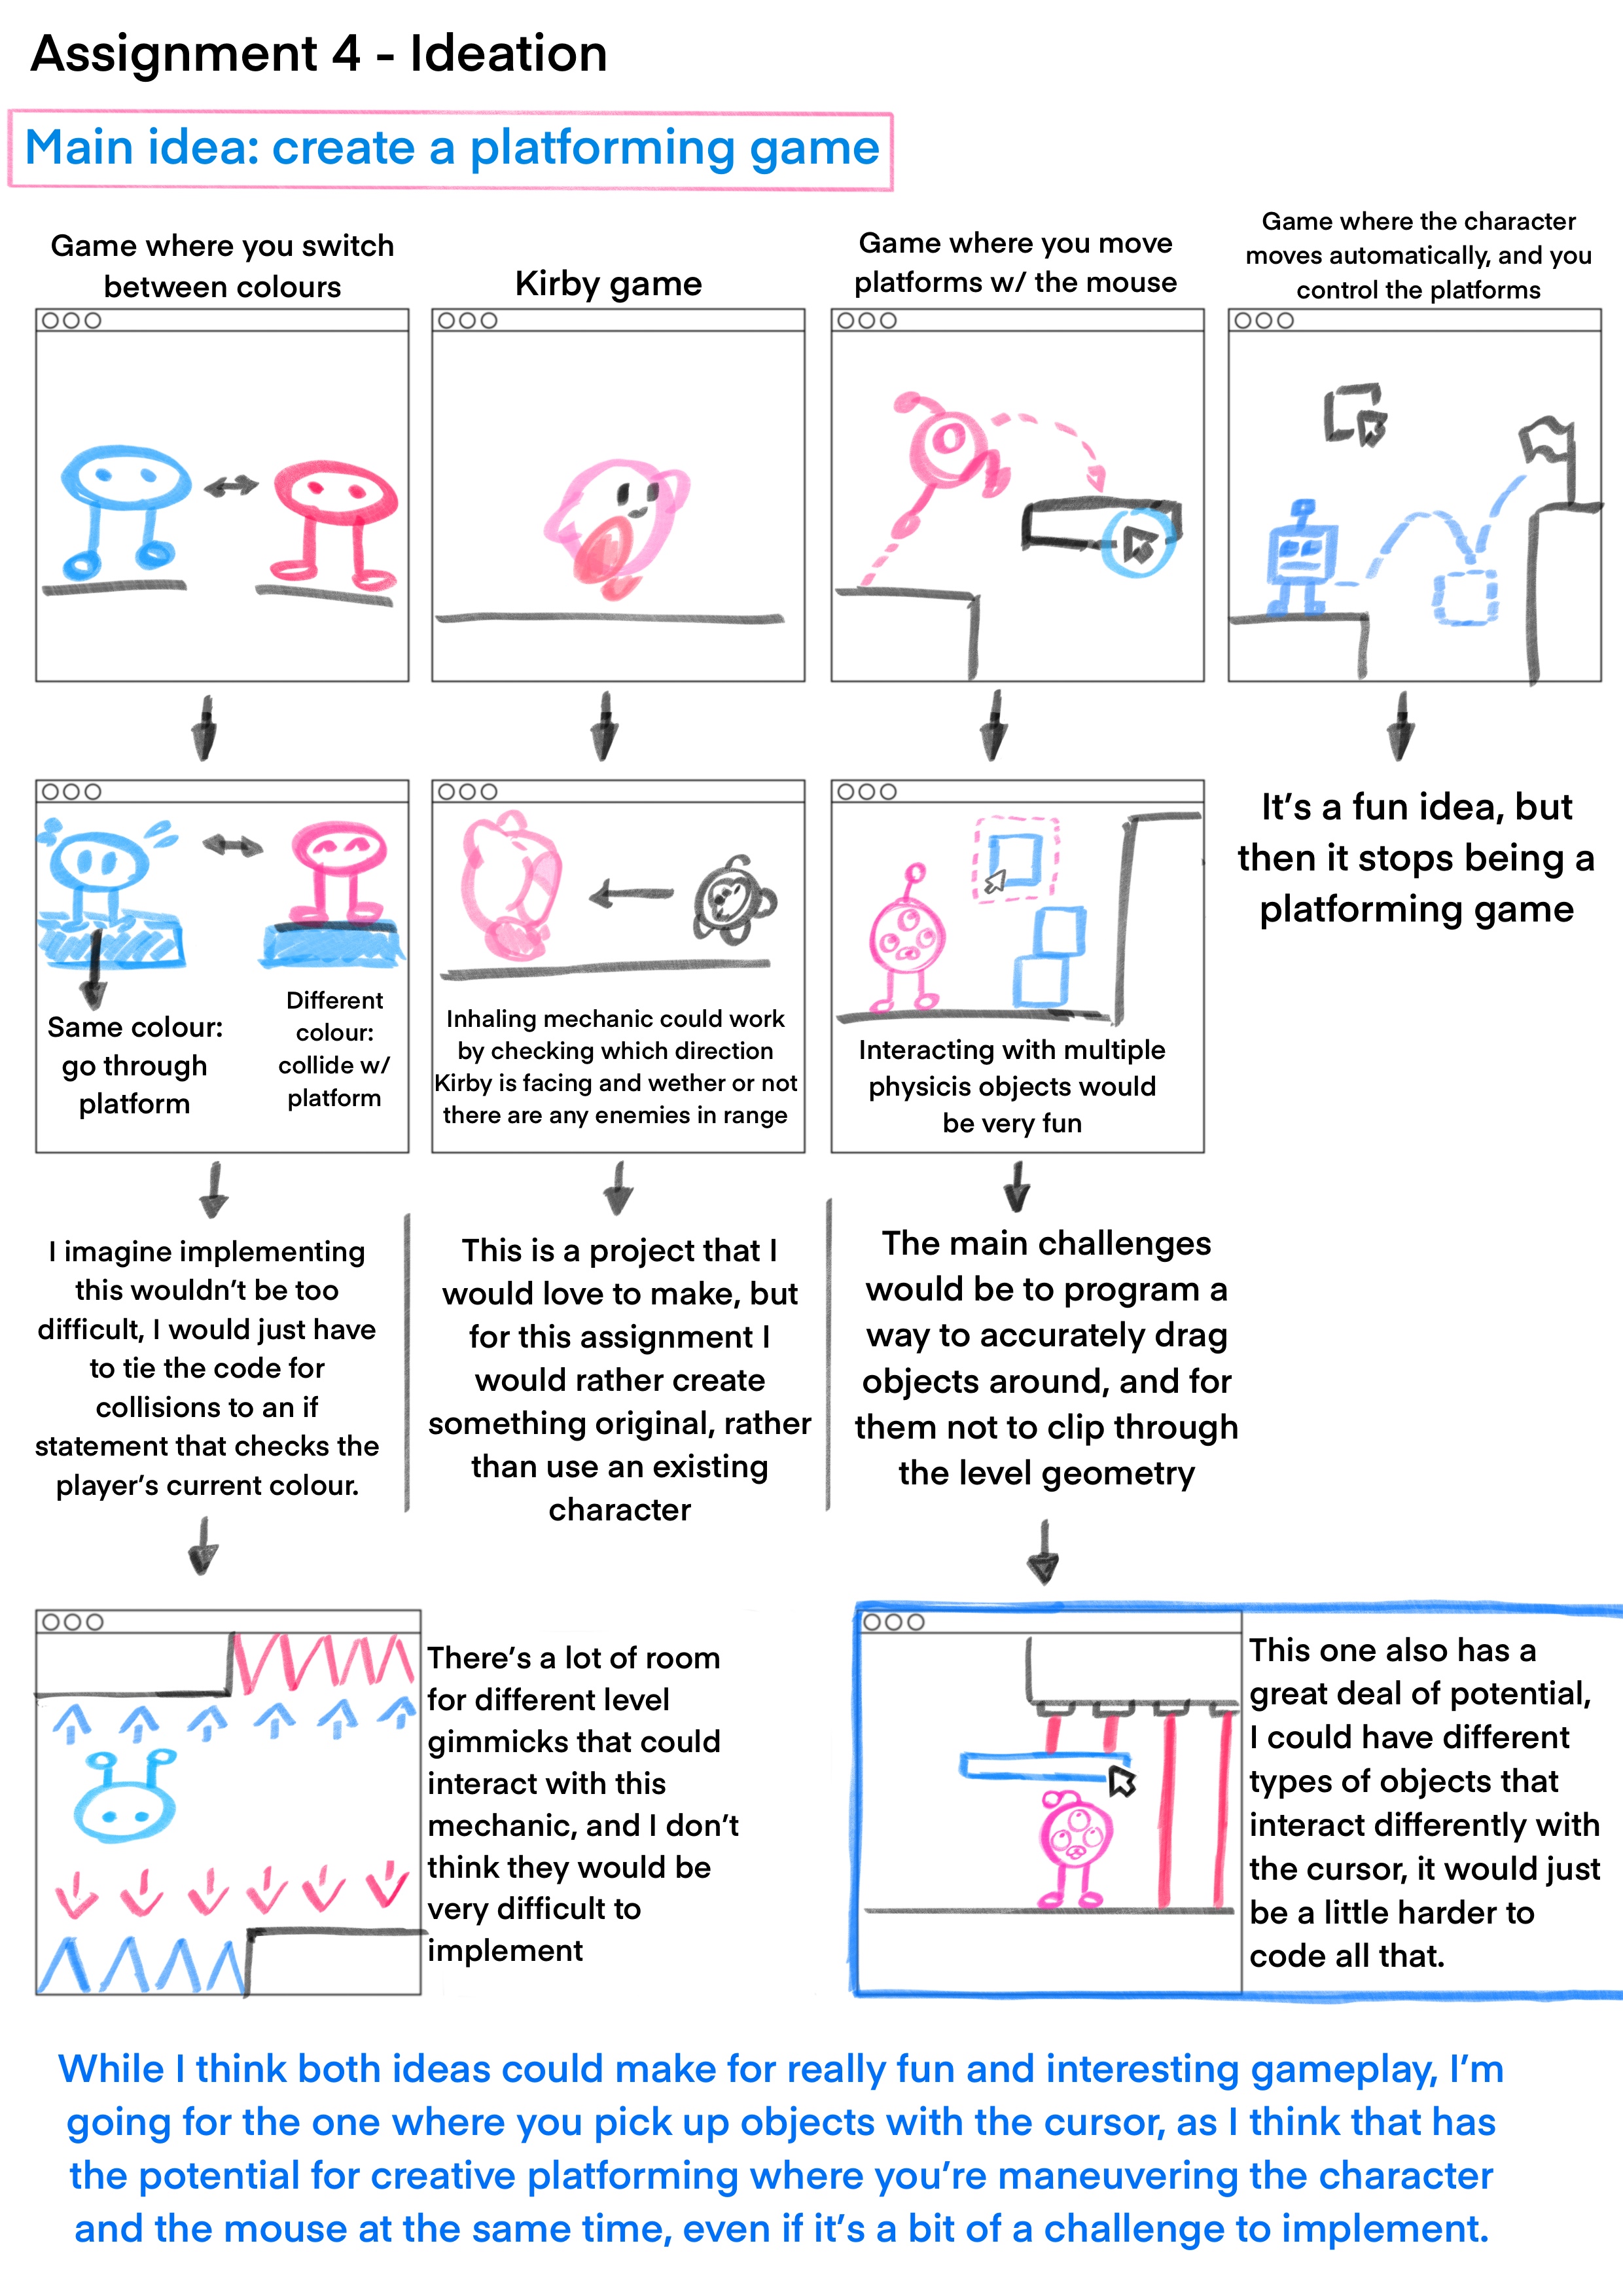 Assignment 4 - Ideation
Main idea: create a platforming game
Game where you switch
between colours
Kirby game
Game where you move
platforms w/ the mouse
Game where the character
moves automatically, and you
control the platforms
Same colour:
go through
platform
Different
colour:
collide w/
platform
Inhaling mechanic could work
by checking which direction
Kirby is facing and wether or not
there are any enemies in range
Interacting with multiple
physicis objects would
be very fun
It's a fun idea, but
then it stops being a
platforming game
I imagine implementing
this wouldn't be too
difficult, I would just have
to tie the code for
collisions to an if
statement that checks the
player's current colour.
This is a project that I
would love to make, but
for this assignment I
would rather create
something original, rather
than use an existing
character
The main challenges
would be to program a
way to accurately drag
objects around, and for
them not to clip through
the level geometry
There's a lot of room
for different level
gimmicks that could
interact with this
mechanic, and I don't
think they would be
very difficult to
implement
This one also has a
great deal of potential,
I could have different
types of objects that
interact differently with
the cursor, it would just
be a little harder to
code all that.
While I think both ideas could make for really fun and interesting gameplay, I'm
going for the one where you pick up objects with the cursor, as I think that has
the potential for creative platforming where you're maneuvering the character
and the mouse at the same time, even if it's a bit of a challenge to implement.